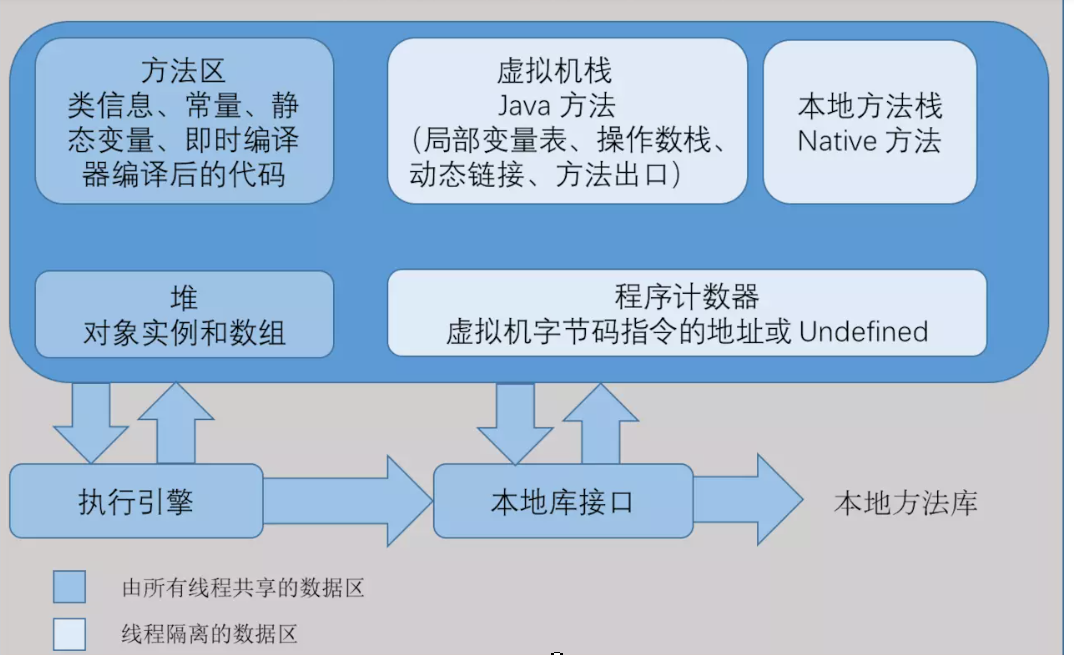 方法区
类信息、常量、静
态变量、即时编译
器编译后的代码
虚拟机栈
Java 方法
（局部变量表、操作数栈、
动态链接、方法出口）
本地方法栈
Native 方法
堆
对象实例和数组
程序计数器
虚拟机字节码指令的地址或 Undefined
执行引擎
本地库接口
本地方法库
由所有线程共享的数据区
线程隔离的数据区